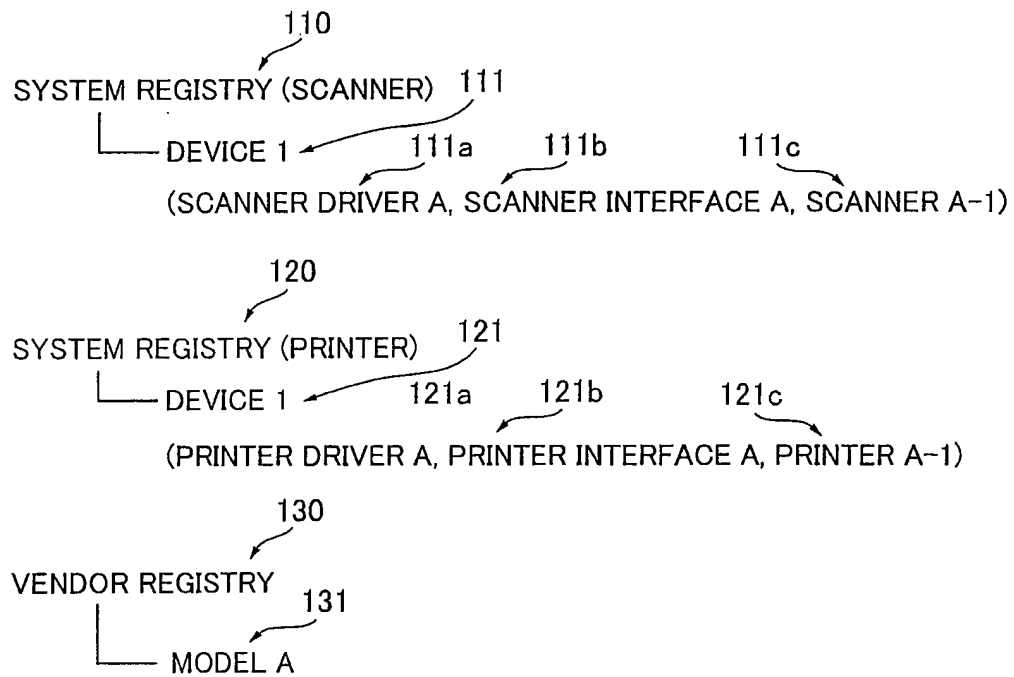 110
SYSTEM REGISTRY (SCANNER) 111
DEVICE 1 111a 111b 111c
(SCANNER DRIVER A, SCANNER INTERFACE A, SCANNER A-1)
120
SYSTEM REGISTRY (PRINTER) 121
DEVICE 1 121a 121b 121c
(PRINTER DRIVER A, PRINTER INTERFACE A, PRINTER A-1)
130
VENDOR REGISTRY
131
MODEL A